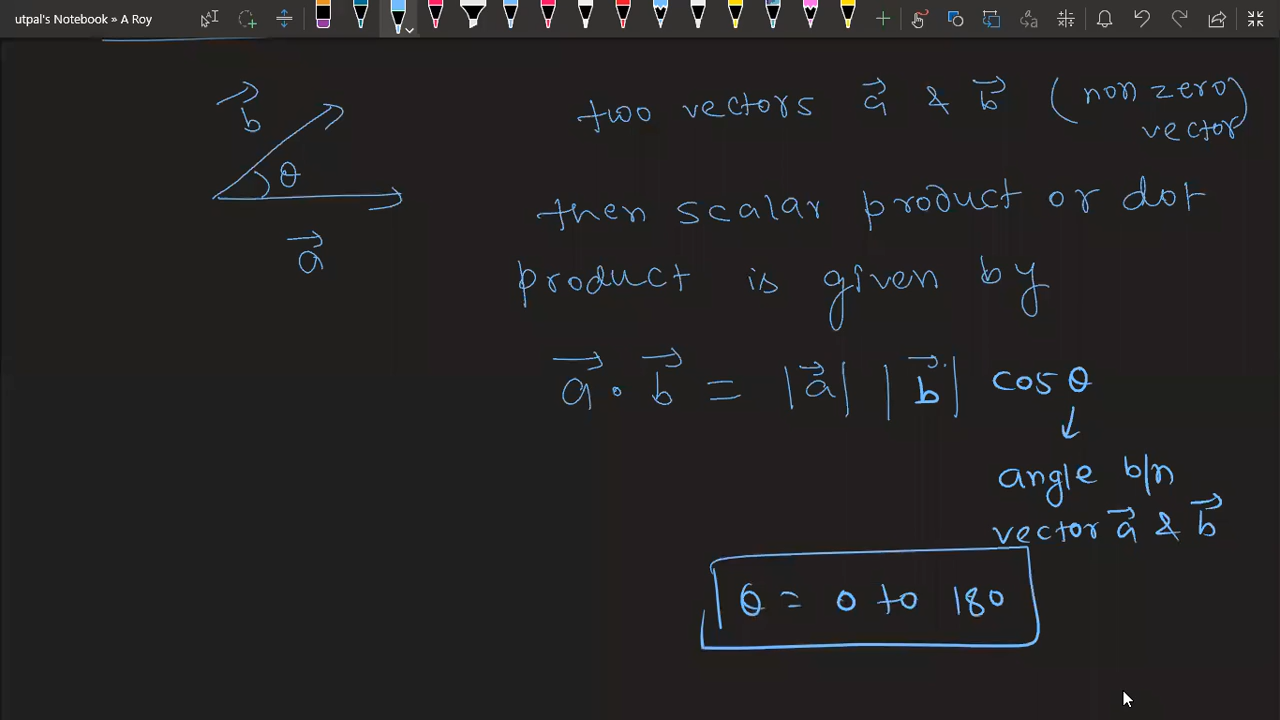 utpal's Notebook » A Roy
b
θ
a
two vectors a⃗ & b⃗ (non zero
vector)
then scalar product or dot
product is given by
a⃗ · b⃗ = |a⃗| |b⃗| cos θ
angle b/n
vector a⃗ & b⃗
θ = 0 to 180